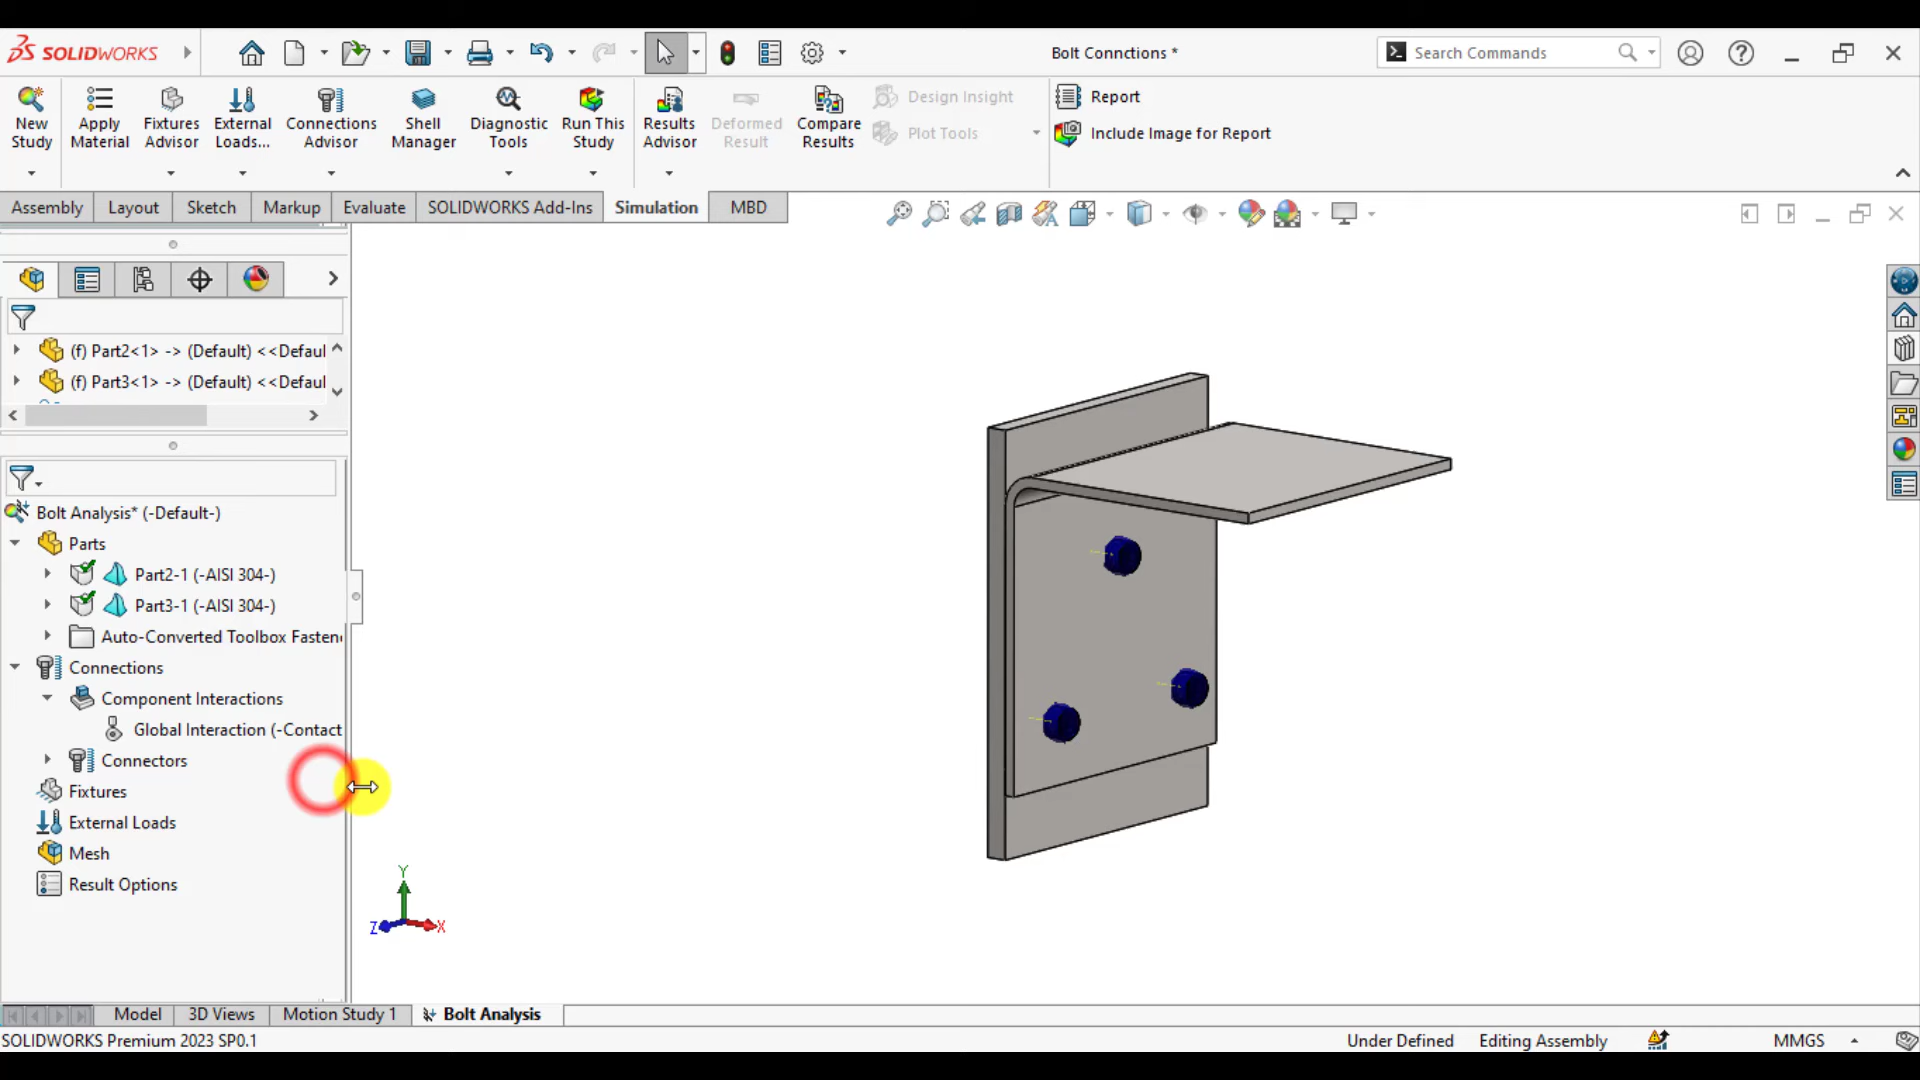 SOLIDWORKS
Bolt Connctions *
Search Commands
New Study
Apply Material
Fixtures Advisor
External Loads...
Connections Advisor
Shell Manager
Diagnostic Tools
Run This Study
Results Advisor
Deformed Result
Compare Results
Design Insight
Plot Tools
Report
Include Image for Report
Assembly
Layout
Sketch
Markup
Evaluate
SOLIDWORKS Add-Ins
Simulation
MBD
(f) Part2<1> -> (Default) <<Defaul
(f) Part3<1> -> (Default) <<Defaul
Bolt Analysis* (-Default-)
Parts
Part2-1 (-AISI 304-)
Part3-1 (-AISI 304-)
Auto-Converted Toolbox Fasten
Connections
Component Interactions
Global Interaction (-Contact
Connectors
Fixtures
External Loads
Mesh
Result Options
Y
Z
X
Model
3D Views
Motion Study 1
Bolt Analysis
SOLIDWORKS Premium 2023 SP0.1
Under Defined
Editing Assembly
MMGS